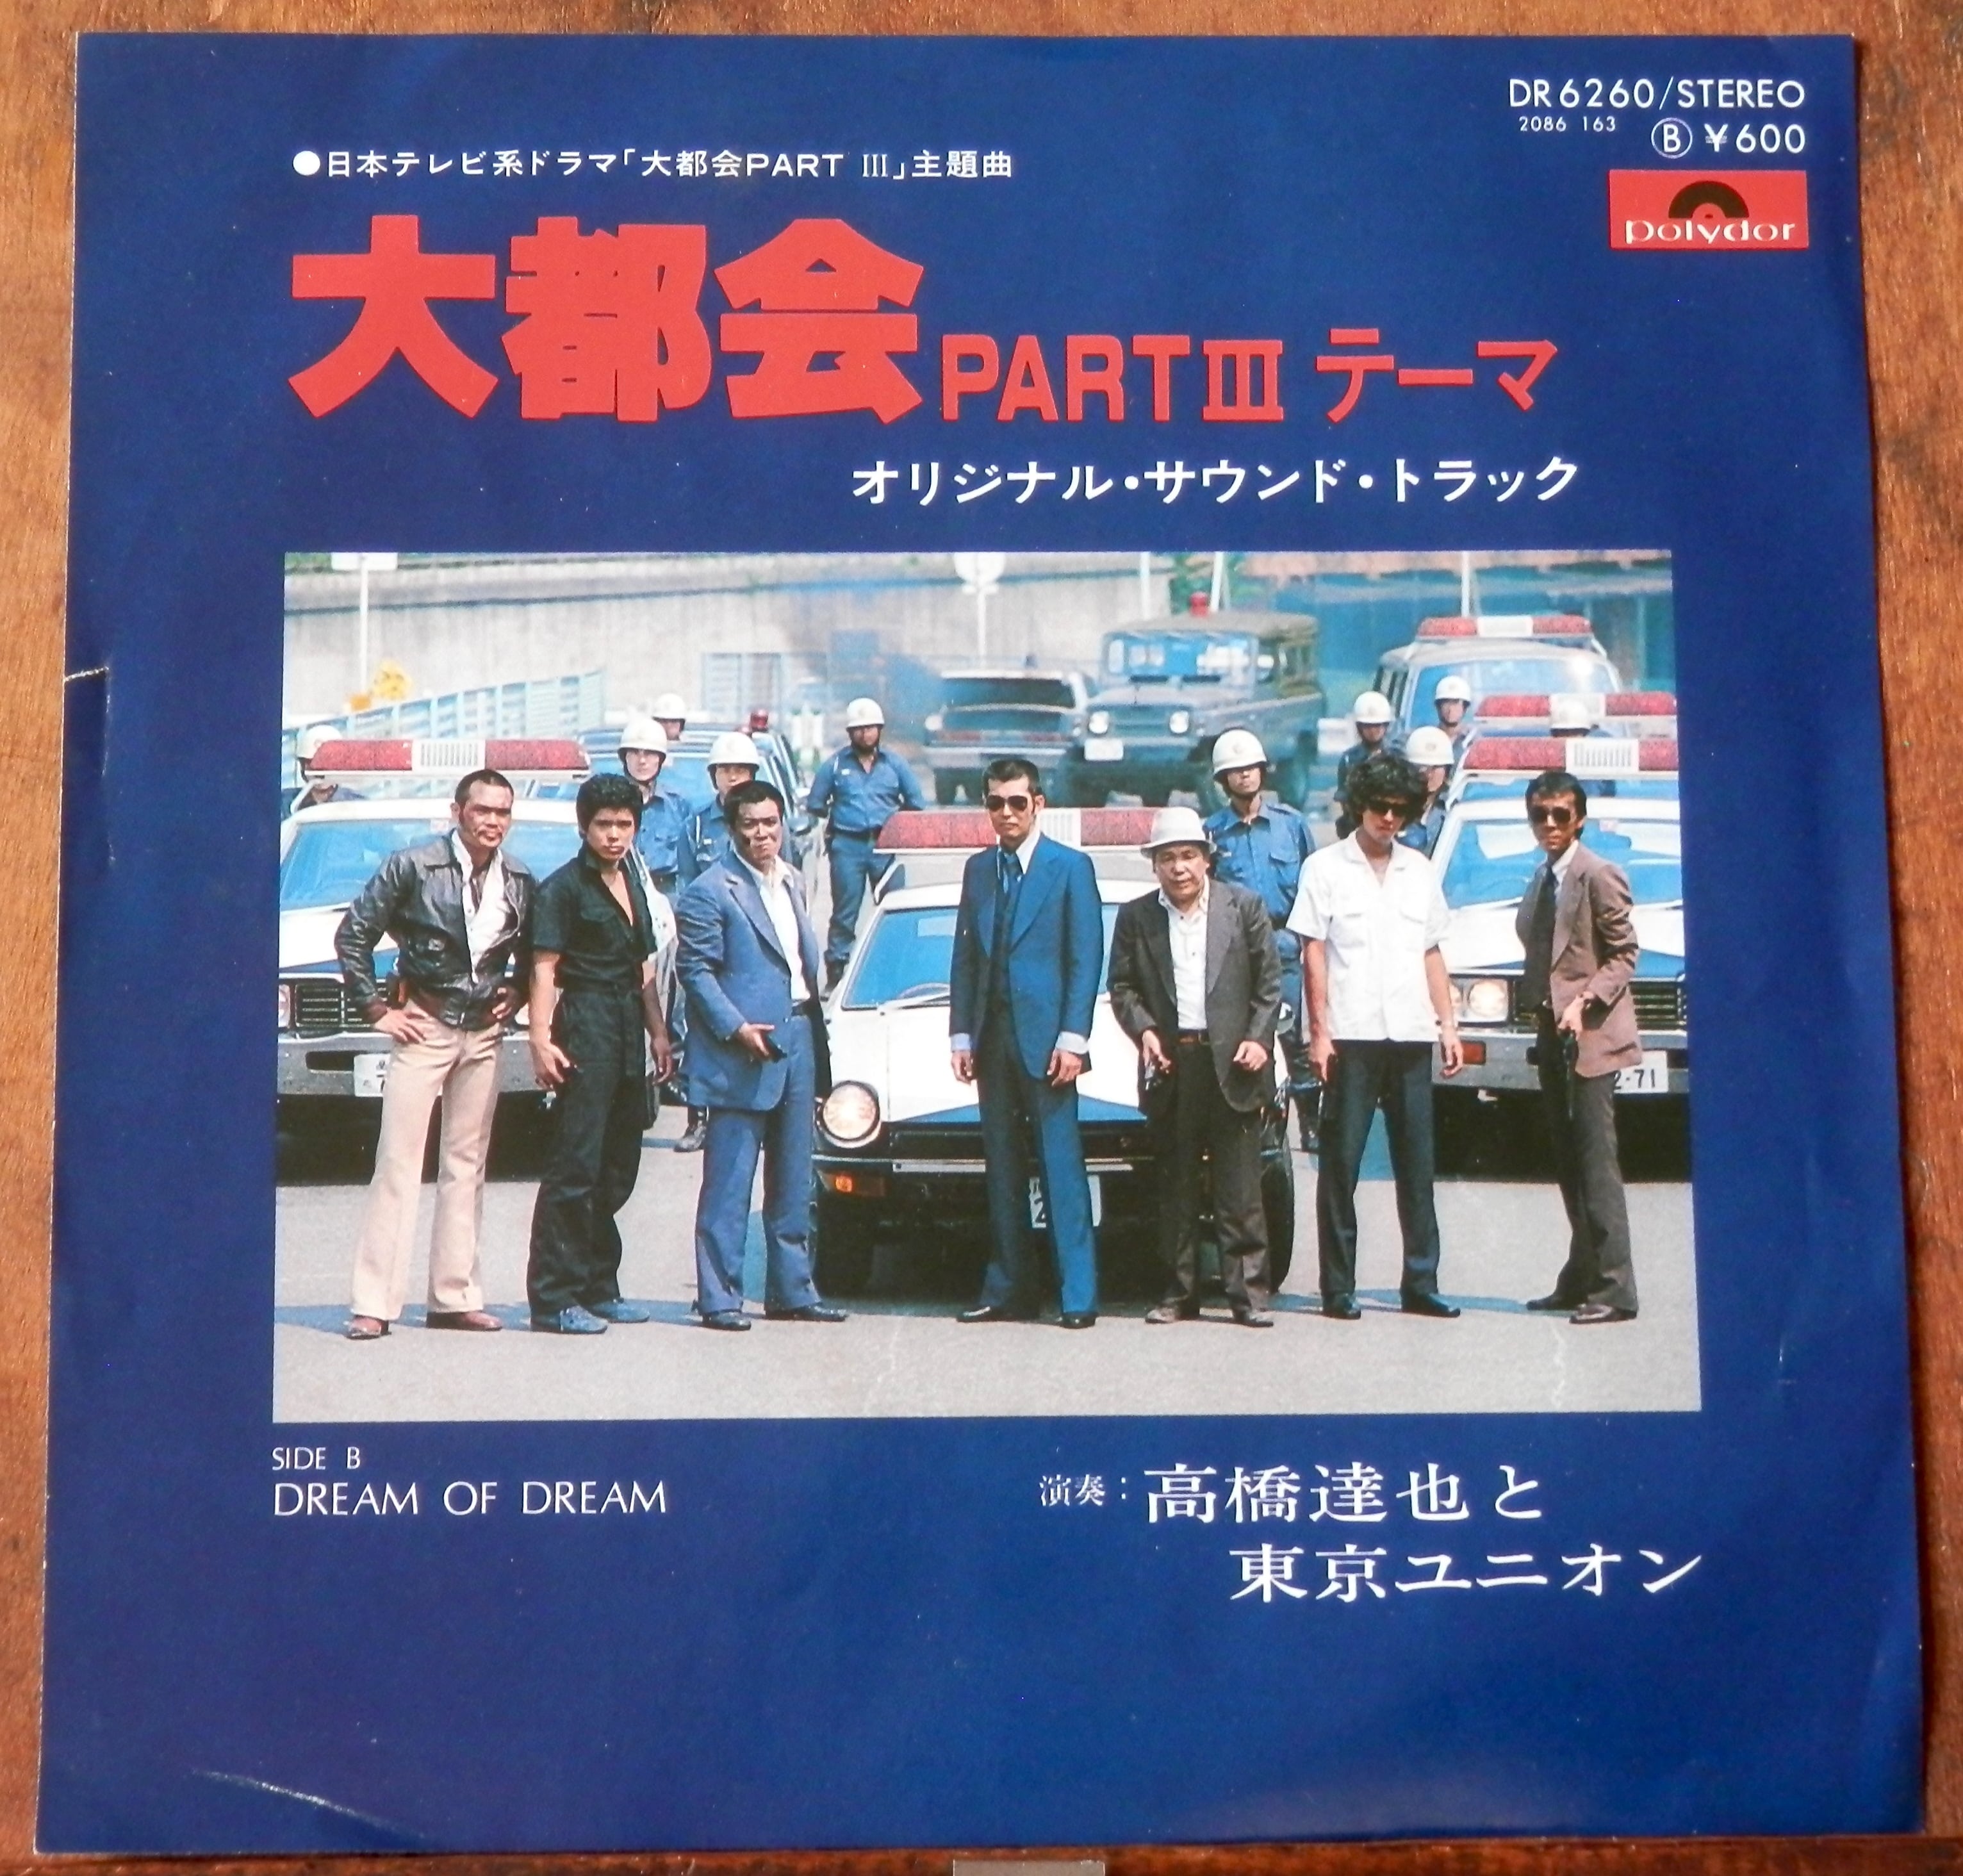 DR6260/STEREO
2086 163
Ⓑ ¥600
polydor
●日本テレビ系ドラマ「大都会PART III」主題曲
大都会PART III テーマ
オリジナル・サウンド・トラック
2-71
SIDE B
DREAM OF DREAM
演奏:高橋達也と
東京ユニオン